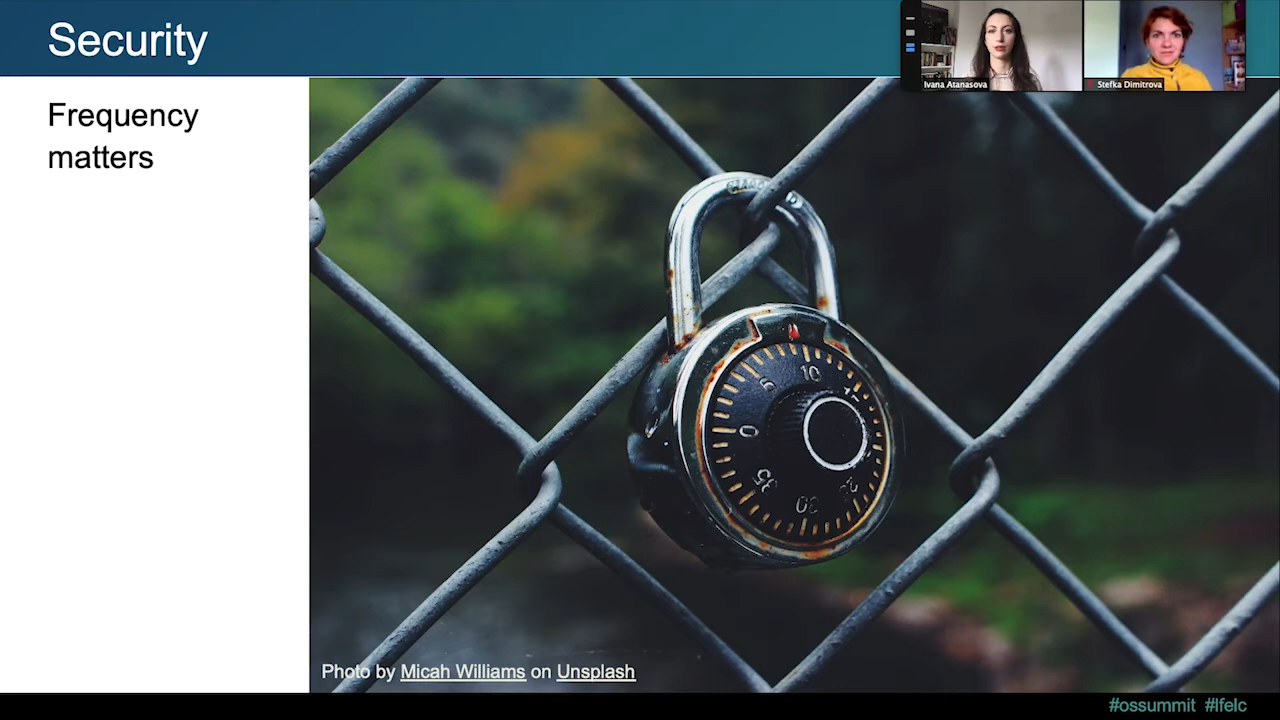 Security
Ivana Atanasova
Stefka Dimitrova
Frequency
matters
5
10
0
35
30
Photo by Micah Williams on Unsplash
#ossummit #lfelc